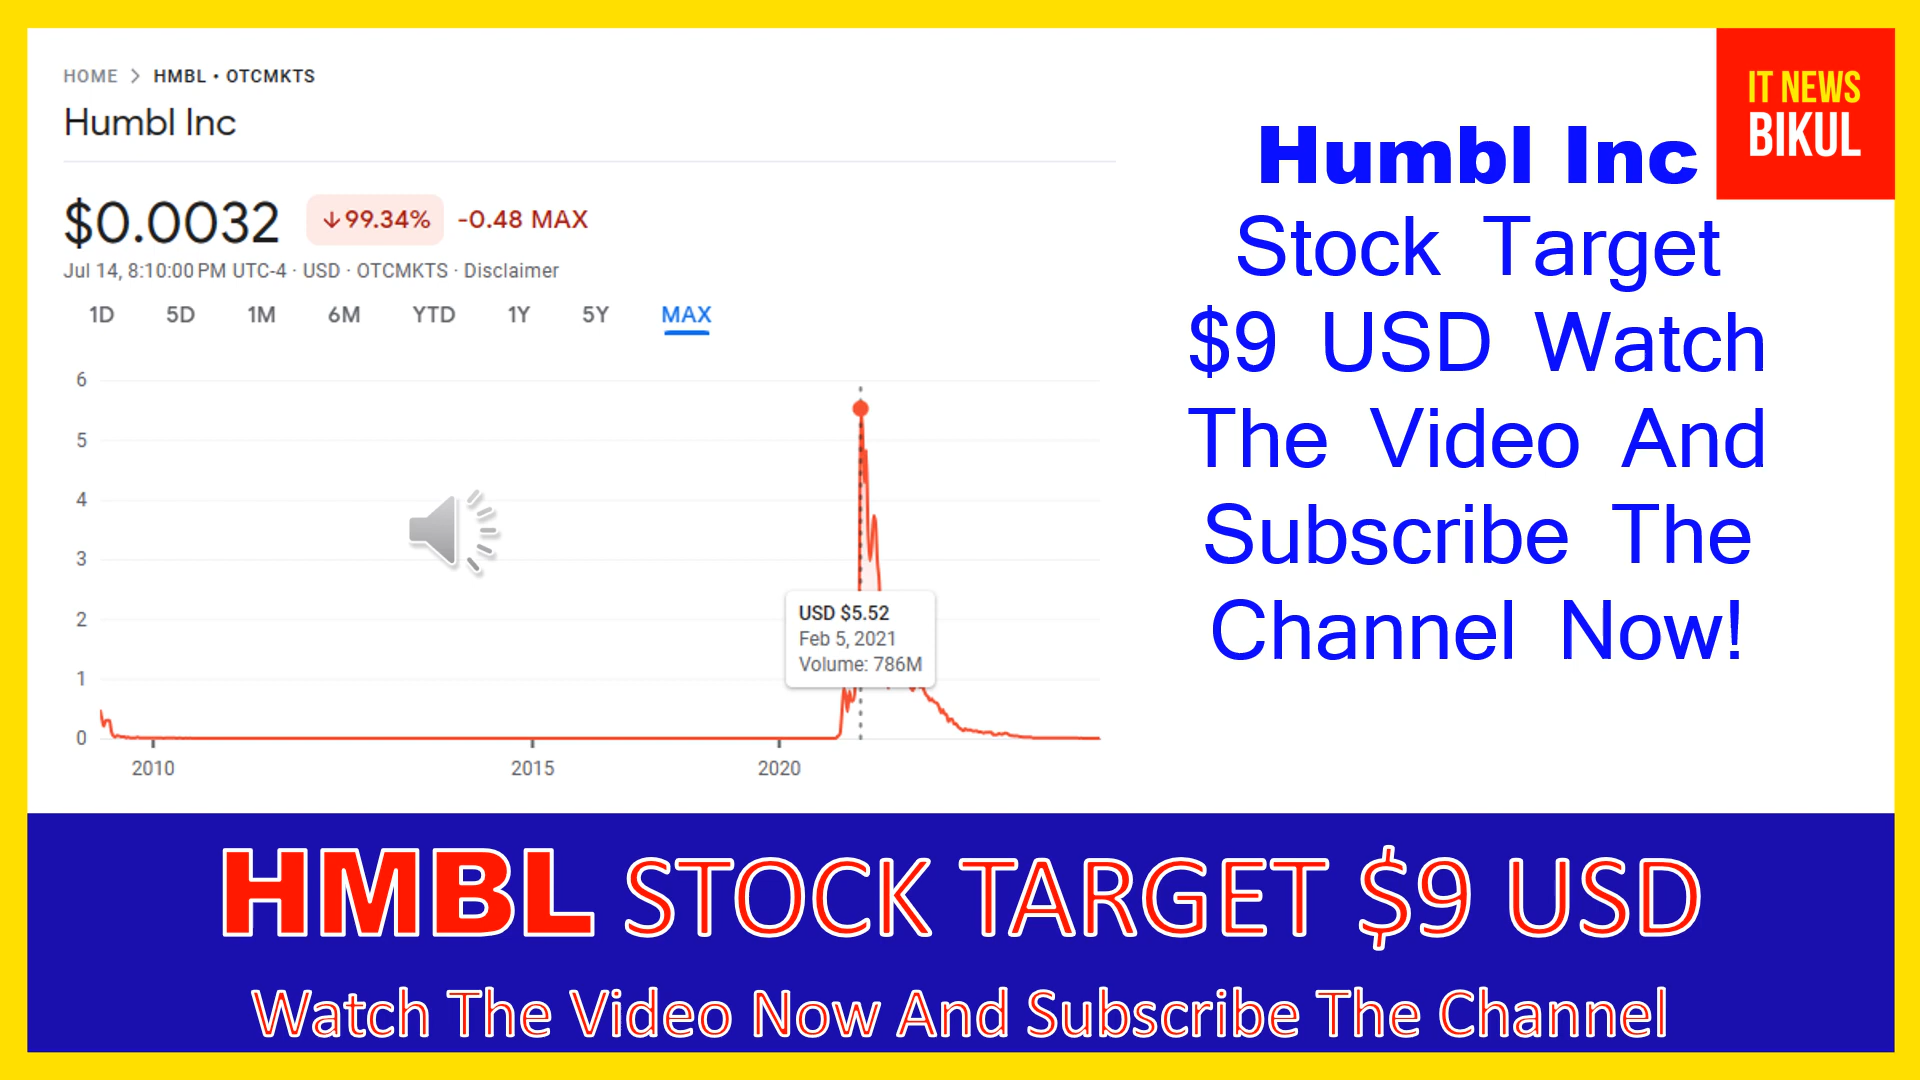 HOME > HMBL • OTCMKTS
Humbl Inc
$0.0032 ↓99.34% -0.48 MAX
Jul 14, 8:10:00 PM UTC-4 · USD · OTCMKTS · Disclaimer
1D 5D 1M 6M YTD 1Y 5Y MAX
6
5
4
3
2
1
0
USD $5.52
Feb 5, 2021
Volume: 786M
2010 2015 2020
IT NEWS
BIKUL
Humbl Inc
Stock Target
$9 USD Watch
The Video And
Subscribe The
Channel Now!
HMBL STOCK TARGET $9 USD
Watch The Video Now And Subscribe The Channel